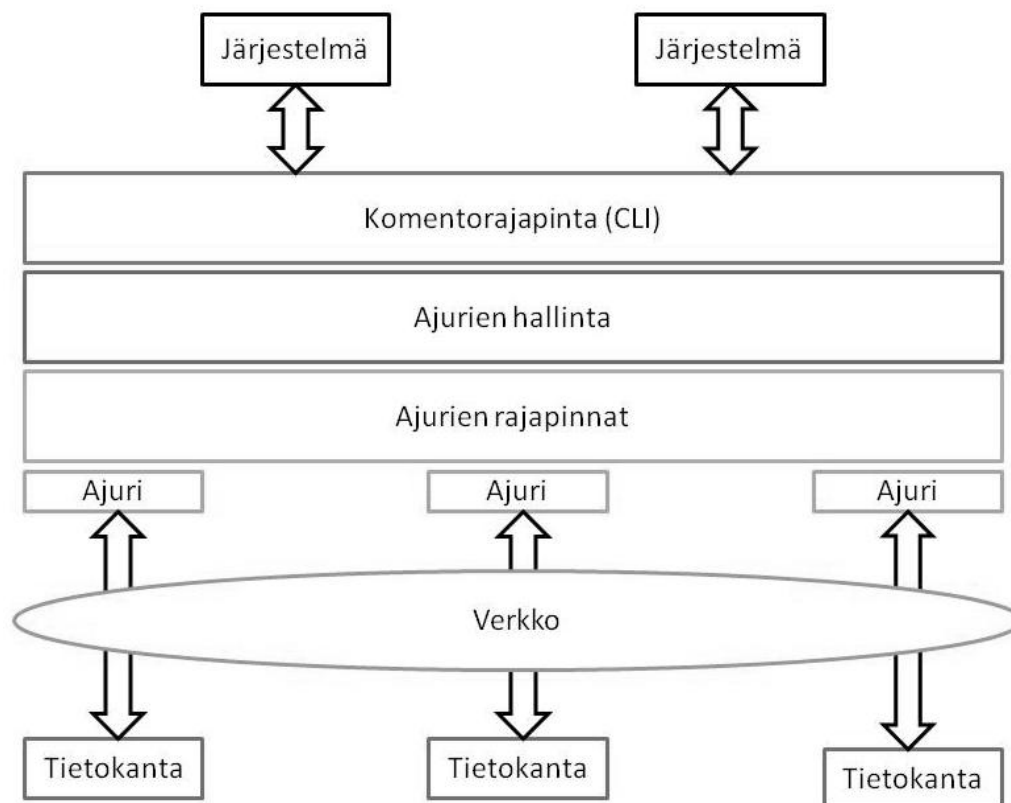 Järjestelmä
Järjestelmä
Komentorajapinta (CLI)
Ajurien hallinta
Ajurien rajapinnat
Ajuri
Ajuri
Ajuri
Verkko
Tietokanta
Tietokanta
Tietokanta